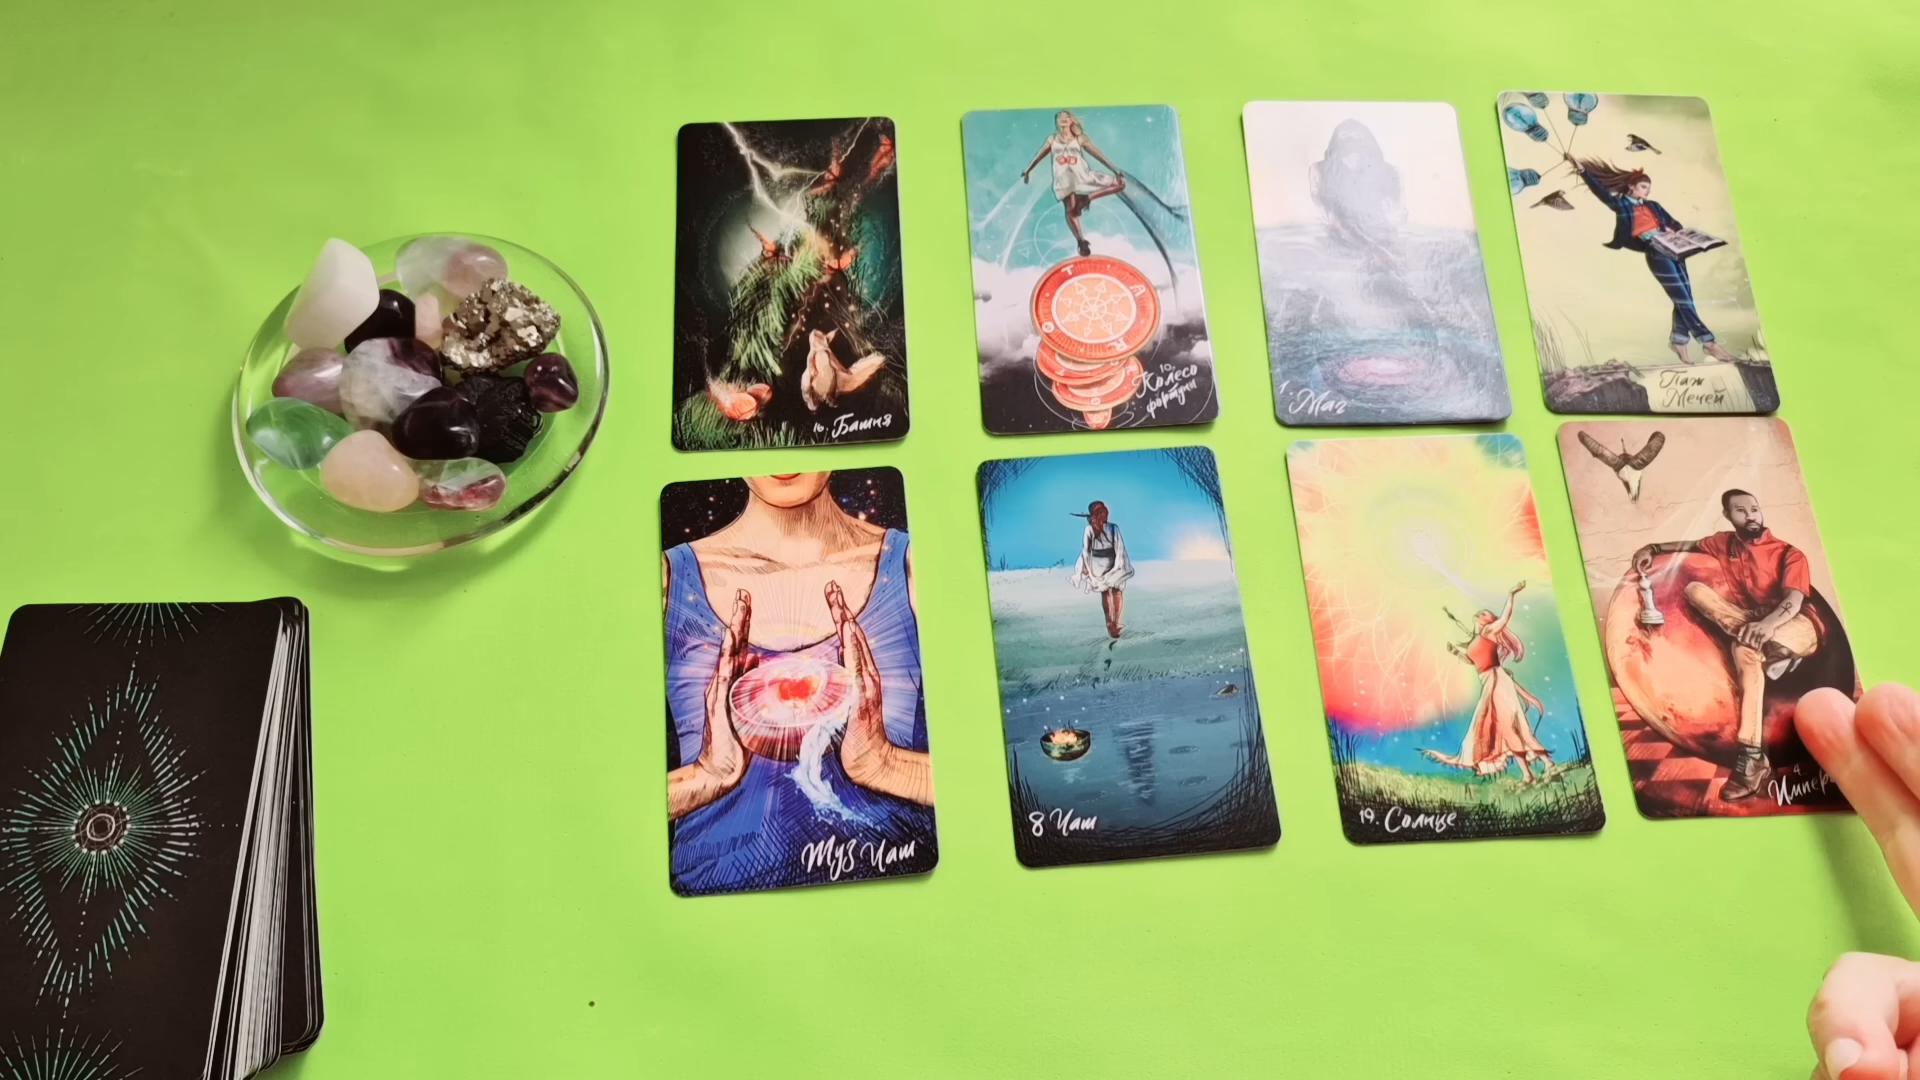 16. Башня
T A R O
10.
Колесо
фортуны
1. Маг
Паж
Мечей
Туз Чаш
8 Чаш
19. Солнце
4.
Импер